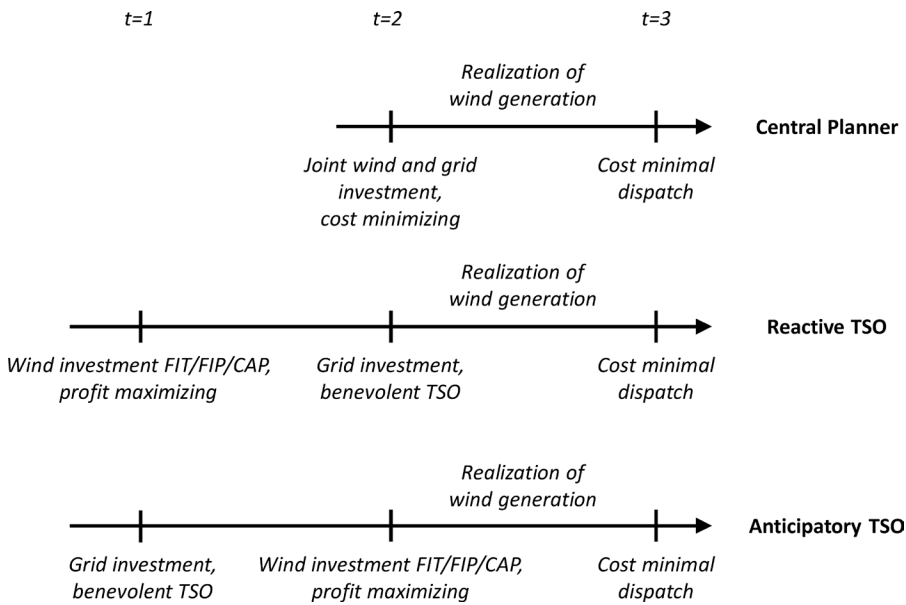 t=1 t=2 t=3
Realization of
wind generation
Central Planner
Joint wind and grid
investment,
cost minimizing
Cost minimal
dispatch
Realization of
wind generation
Reactive TSO
Wind investment FIT/FIP/CAP,
profit maximizing
Grid investment,
benevolent TSO
Cost minimal
dispatch
Realization of
wind generation
Anticipatory TSO
Grid investment,
benevolent TSO
Wind investment FIT/FIP/CAP,
profit maximizing
Cost minimal
dispatch